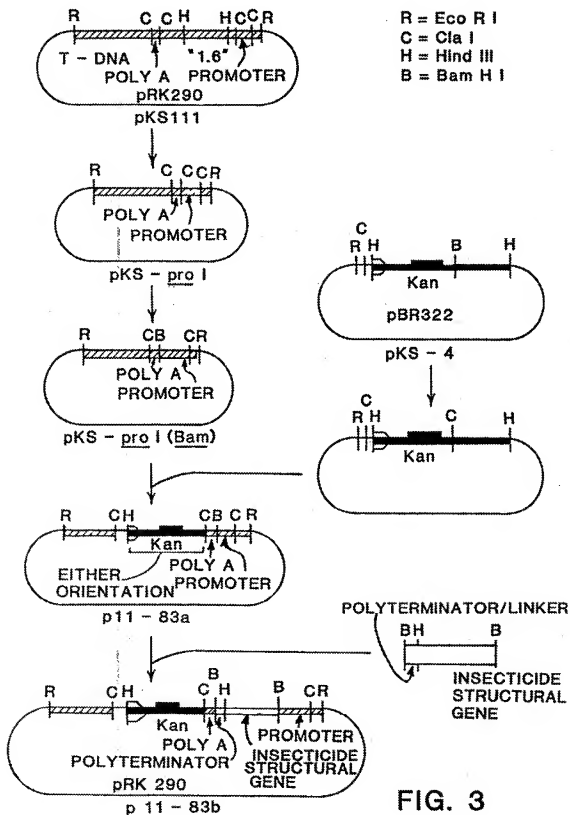 R C C H H C C R
T - DNA "1.6"
POLY A PROMOTER
pRK290
pKS111
R = Eco R I
C = Cla I
H = Hind III
B = Bam H I
R C C C R
POLY A
PROMOTER
pKS - pro I
C
R H B H
Kan
pBR322
pKS - 4
R C B C R
POLY A
PROMOTER
pKS - pro I (Bam)
C
R H C H
Kan
R C H C B C R
Kan
EITHER ORIENTATION
POLY A
PROMOTER
p11 - 83a
POLYTERMINATOR/LINKER
B H B
INSECTICIDE
STRUCTURAL
GENE
B
R C H C H B C R
Kan
POLY A
POLYTERMINATOR
PROMOTER
INSECTICIDE
STRUCTURAL
GENE
pRK 290
p 11 - 83b
FIG. 3